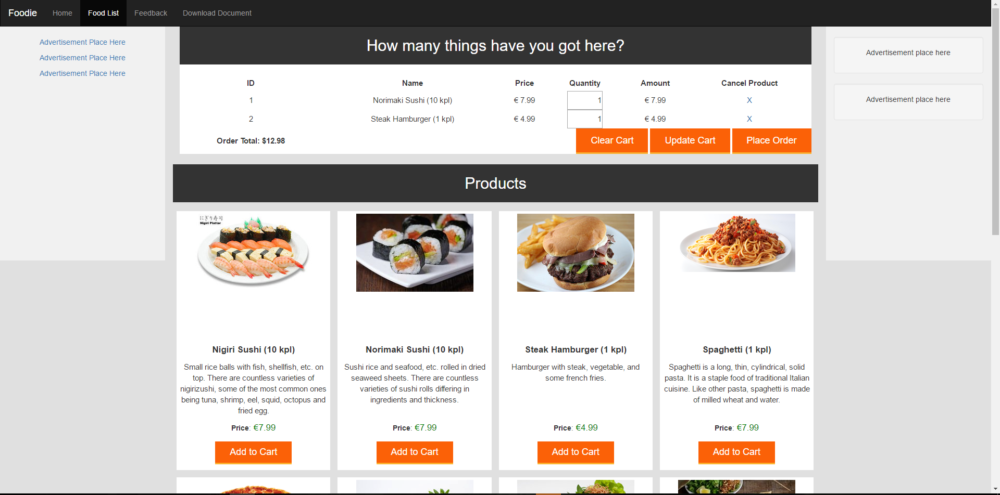 Foodie Home Food List Feedback Download Document
Advertisement Place Here
Advertisement Place Here
Advertisement Place Here
How many things have you got here?
ID Name Price Quantity Amount Cancel Product
1 Norimaki Sushi (10 kpl) € 7.99 1 € 7.99 X
2 Steak Hamburger (1 kpl) € 4.99 1 € 4.99 X
Order Total: $12.98 Clear Cart Update Cart Place Order
Advertisement place here
Advertisement place here
Products
にぎり寿司
Nigiri Platter
Nigiri Sushi (10 kpl)
Small rice balls with fish, shellfish, etc. on
top. There are countless varieties of
nigirizushi, some of the most common ones
being tuna, shrimp, eel, squid, octopus and
fried egg.
Price: €7.99
Add to Cart
Norimaki Sushi (10 kpl)
Sushi rice and seafood, etc. rolled in dried
seaweed sheets. There are countless
varieties of sushi rolls differing in
ingredients and thickness.
Price: €7.99
Add to Cart
Steak Hamburger (1 kpl)
Hamburger with steak, vegetable, and
some french fries.
Price: €4.99
Add to Cart
Spaghetti (1 kpl)
Spaghetti is a long, thin, cylindrical, solid
pasta. It is a staple food of traditional Italian
cuisine. Like other pasta, spaghetti is made
of milled wheat and water.
Price: €7.99
Add to Cart